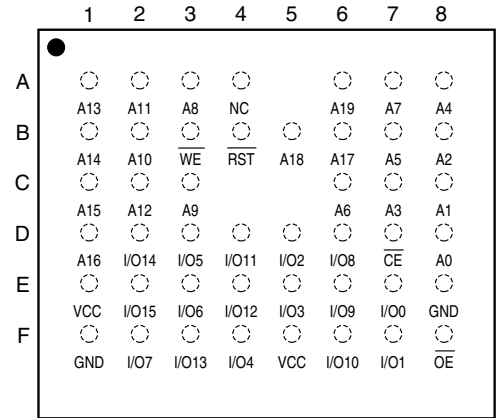 1 2 3 4 5 6 7 8
A
A13 A11 A8 NC A19 A7 A4
B
A14 A10 WE RST A18 A17 A5 A2
C
A15 A12 A9 A6 A3 A1
D
A16 I/O14 I/O5 I/O11 I/O2 I/O8 CE A0
E
VCC I/O15 I/O6 I/O12 I/O3 I/O9 I/O0 GND
F
GND I/O7 I/O13 I/O4 VCC I/O10 I/O1 OE